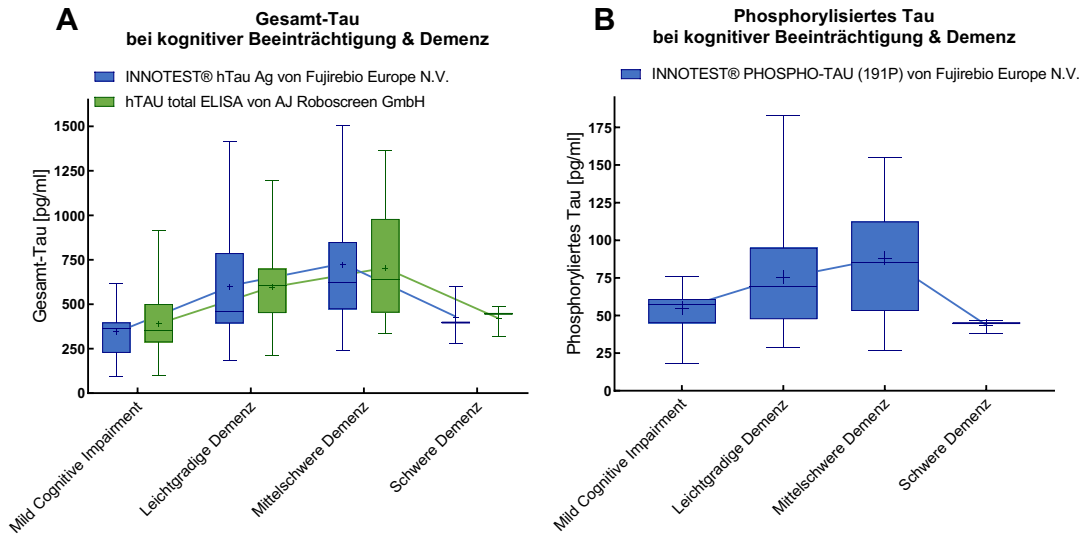 A
Gesamt-Tau
bei kognitiver Beeinträchtigung & Demenz
INNOTEST® hTau Ag von Fujirebio Europe N.V.
hTAU total ELISA von AJ Roboscreen GmbH
Gesamt-Tau [pg/ml]
1500
1250
1000
750
500
250
0
Mild Cognitive Impairment
Leichtgradige Demenz
Mittelschwere Demenz
Schwere Demenz
B
Phosphorylisiertes Tau
bei kognitiver Beeinträchtigung & Demenz
INNOTEST® PHOSPHO-TAU (191P) von Fujirebio Europe N.V.
Phosphoryliertes Tau [pg/ml]
175
150
125
100
75
50
25
0
Mild Cognitive Impairment
Leichtgradige Demenz
Mittelschwere Demenz
Schwere Demenz